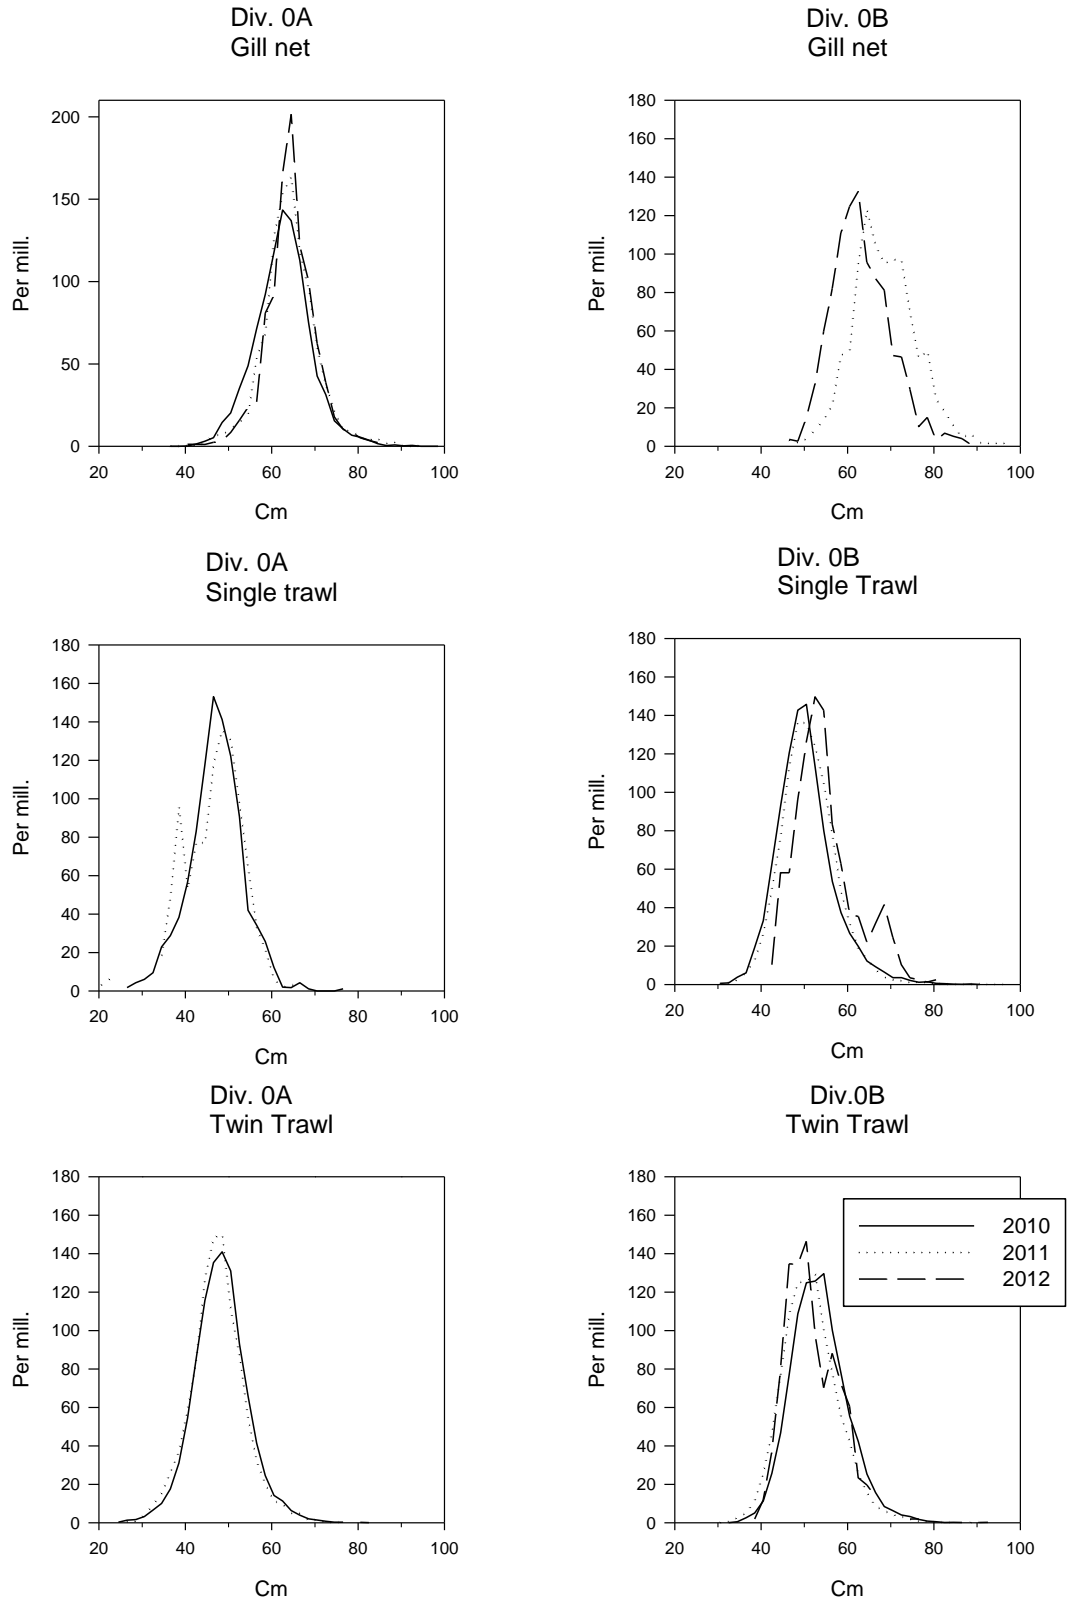 Div. 0A
Gill net
Per mill.
200
150
100
50
0
20 40 60 80 100
Cm
Div. 0B
Gill net
Per mill.
180
160
140
120
100
80
60
40
20
0
20 40 60 80 100
Cm
Div. 0A
Single trawl
Per mill.
180
160
140
120
100
80
60
40
20
0
20 40 60 80 100
Cm
Div. 0B
Single Trawl
Per mill.
180
160
140
120
100
80
60
40
20
0
20 40 60 80 100
Cm
Div. 0A
Twin Trawl
Per mill.
180
160
140
120
100
80
60
40
20
0
20 40 60 80 100
Cm
Div.0B
Twin Trawl
Per mill.
180
160
140
120
100
80
60
40
20
0
20 40 60 80 100
Cm
2010
2011
2012